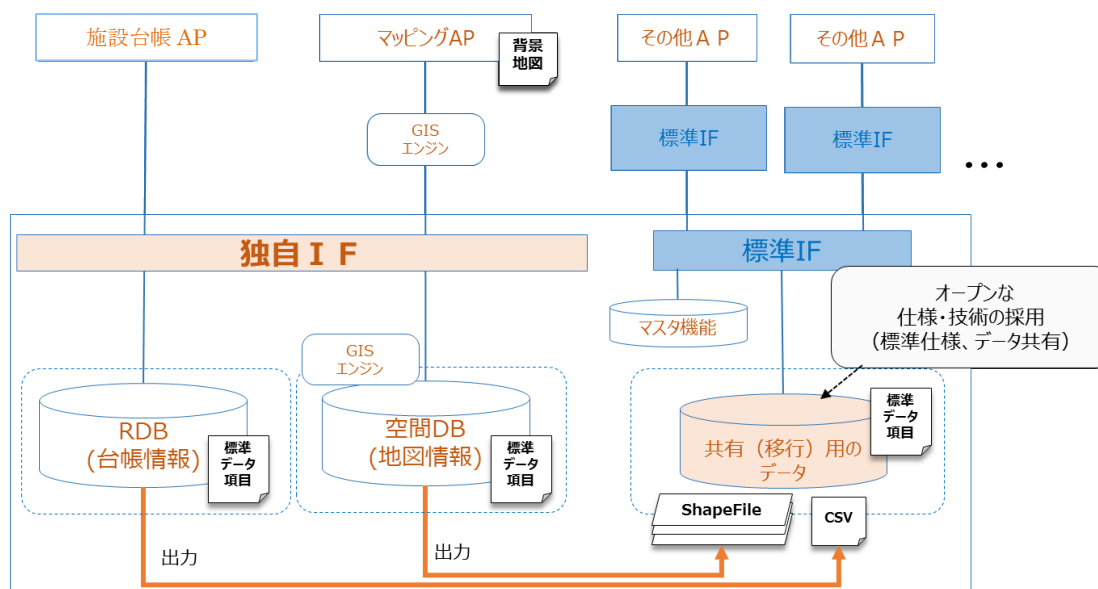 施設台帳 AP
マッピングAP
背景
地図
その他ＡＰ
その他ＡＰ
GIS
エンジン
標準IF
標準IF
…
独自ＩＦ
標準IF
マスタ機能
オープンな
仕様・技術の採用
(標準仕様、データ共有)
GIS
エンジン
RDB
(台帳情報)
標準
データ
項目
空間DB
(地図情報)
標準
データ
項目
共有（移行）用の
データ
標準
データ
項目
ShapeFile
CSV
出力
出力